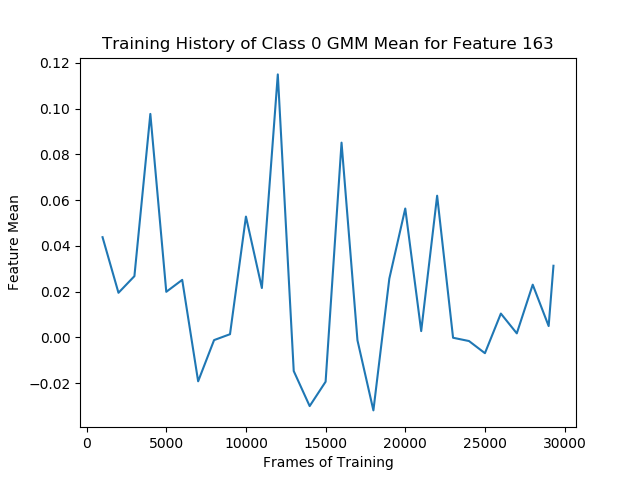 Training History of Class 0 GMM Mean for Feature 163
0.12
0.10
0.08
0.06
0.04
0.02
0.00
−0.02
Feature Mean
0 5000 10000 15000 20000 25000 30000
Frames of Training